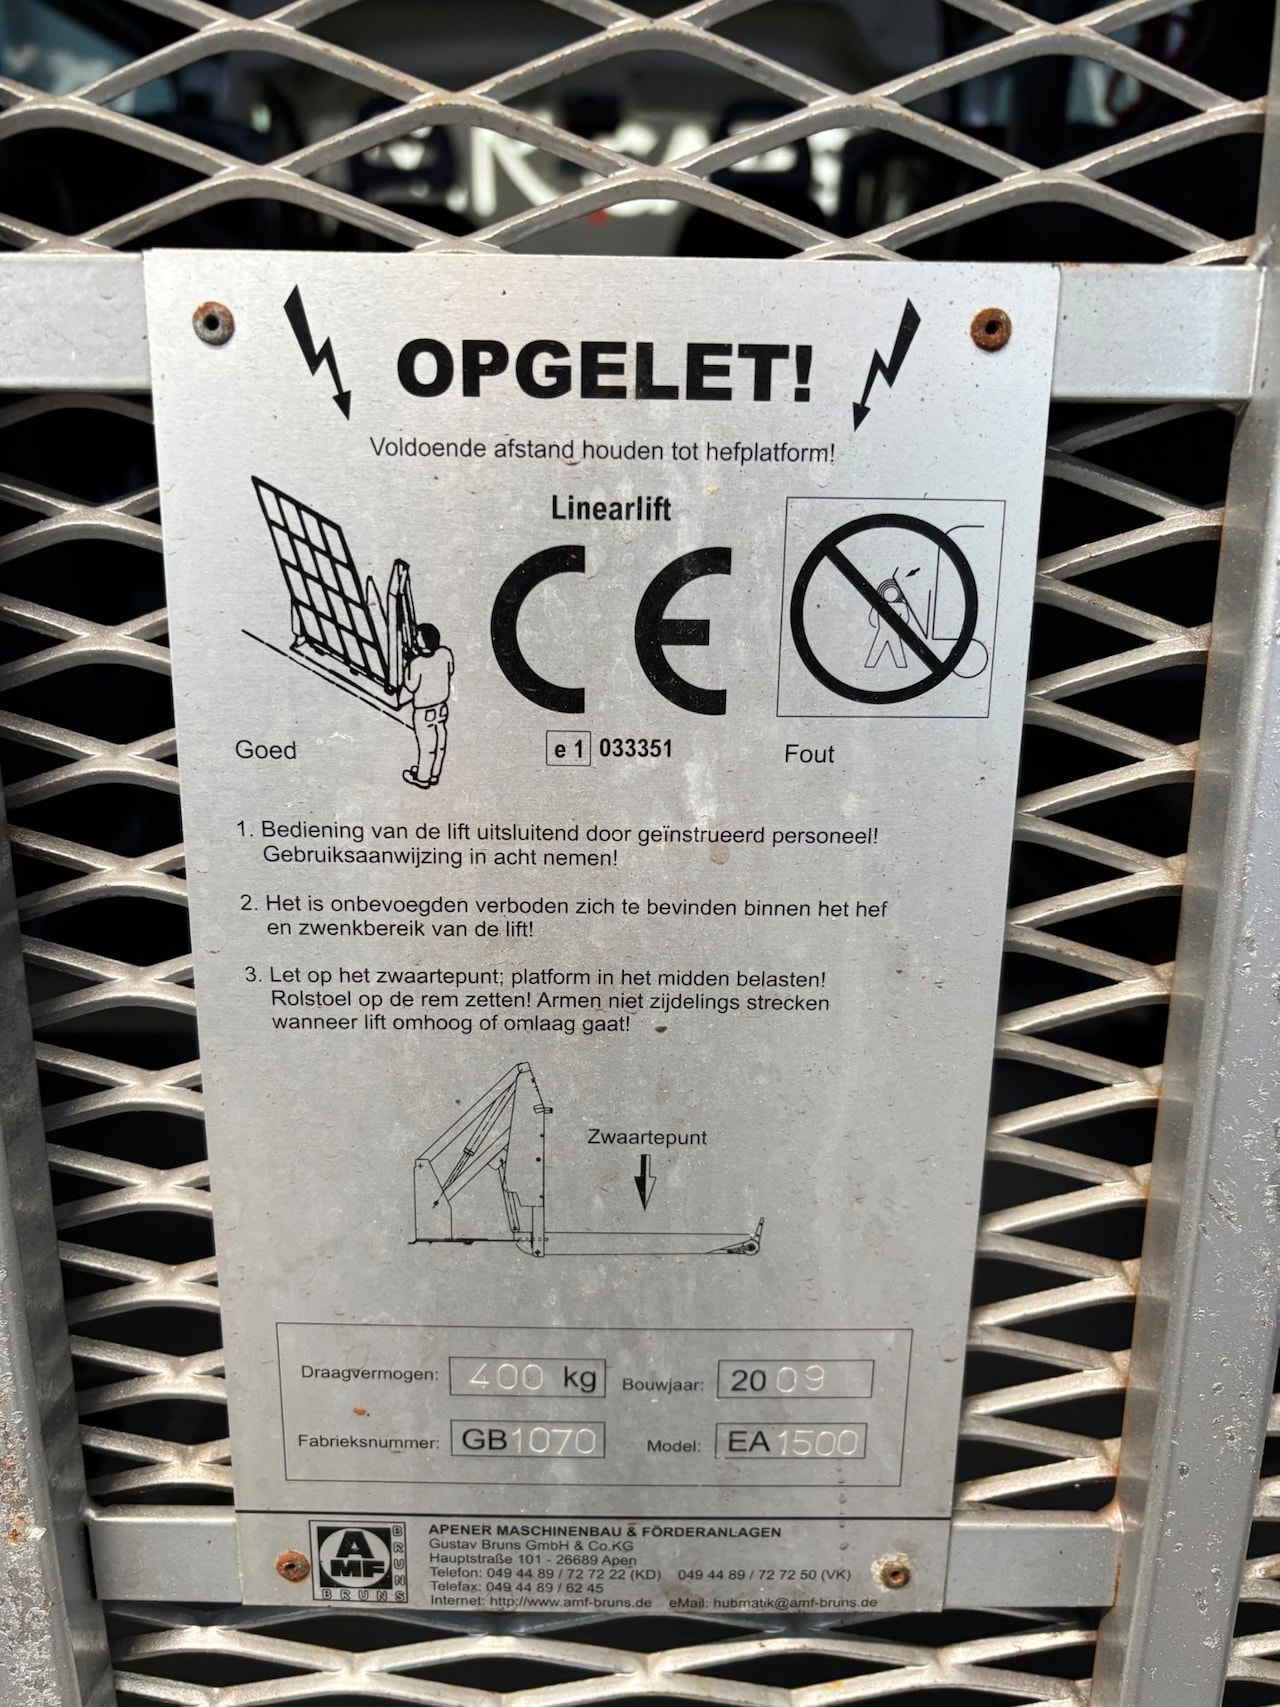 OPGELET!
Voldoende afstand houden tot hefplatform!
Linearlift
CE
Goed
e 1 033351
Fout
1. Bediening van de lift uitsluitend door geïnstrueerd personeel!
Gebruiksaanwijzing in acht nemen!
2. Het is onbevoegden verboden zich te bevinden binnen het hef
en zwenkbereik van de lift!
3. Let op het zwaartepunt; platform in het midden belasten!
Rolstoel op de rem zetten! Armen niet zijdelings strecken
wanneer lift omhoog of omlaag gaat!
Zwaartepunt
Draagvermogen: 400 kg Bouwjaar: 2009
Fabrieksnummer: GB1070 Model: EA1500
AMF
BRUNS
BRUNS
APENER MASCHINENBAU & FÖRDERANLAGEN
Gustav Bruns GmbH & Co.KG
Hauptstraße 101 - 26689 Apen
Telefon: 049 44 89 / 72 72 22 (KD) 049 44 89 / 72 72 50 (VK)
Telefax: 049 44 89 / 62 45
Internet: http://www.amf-bruns.de eMail: hubmatik@amf-bruns.de